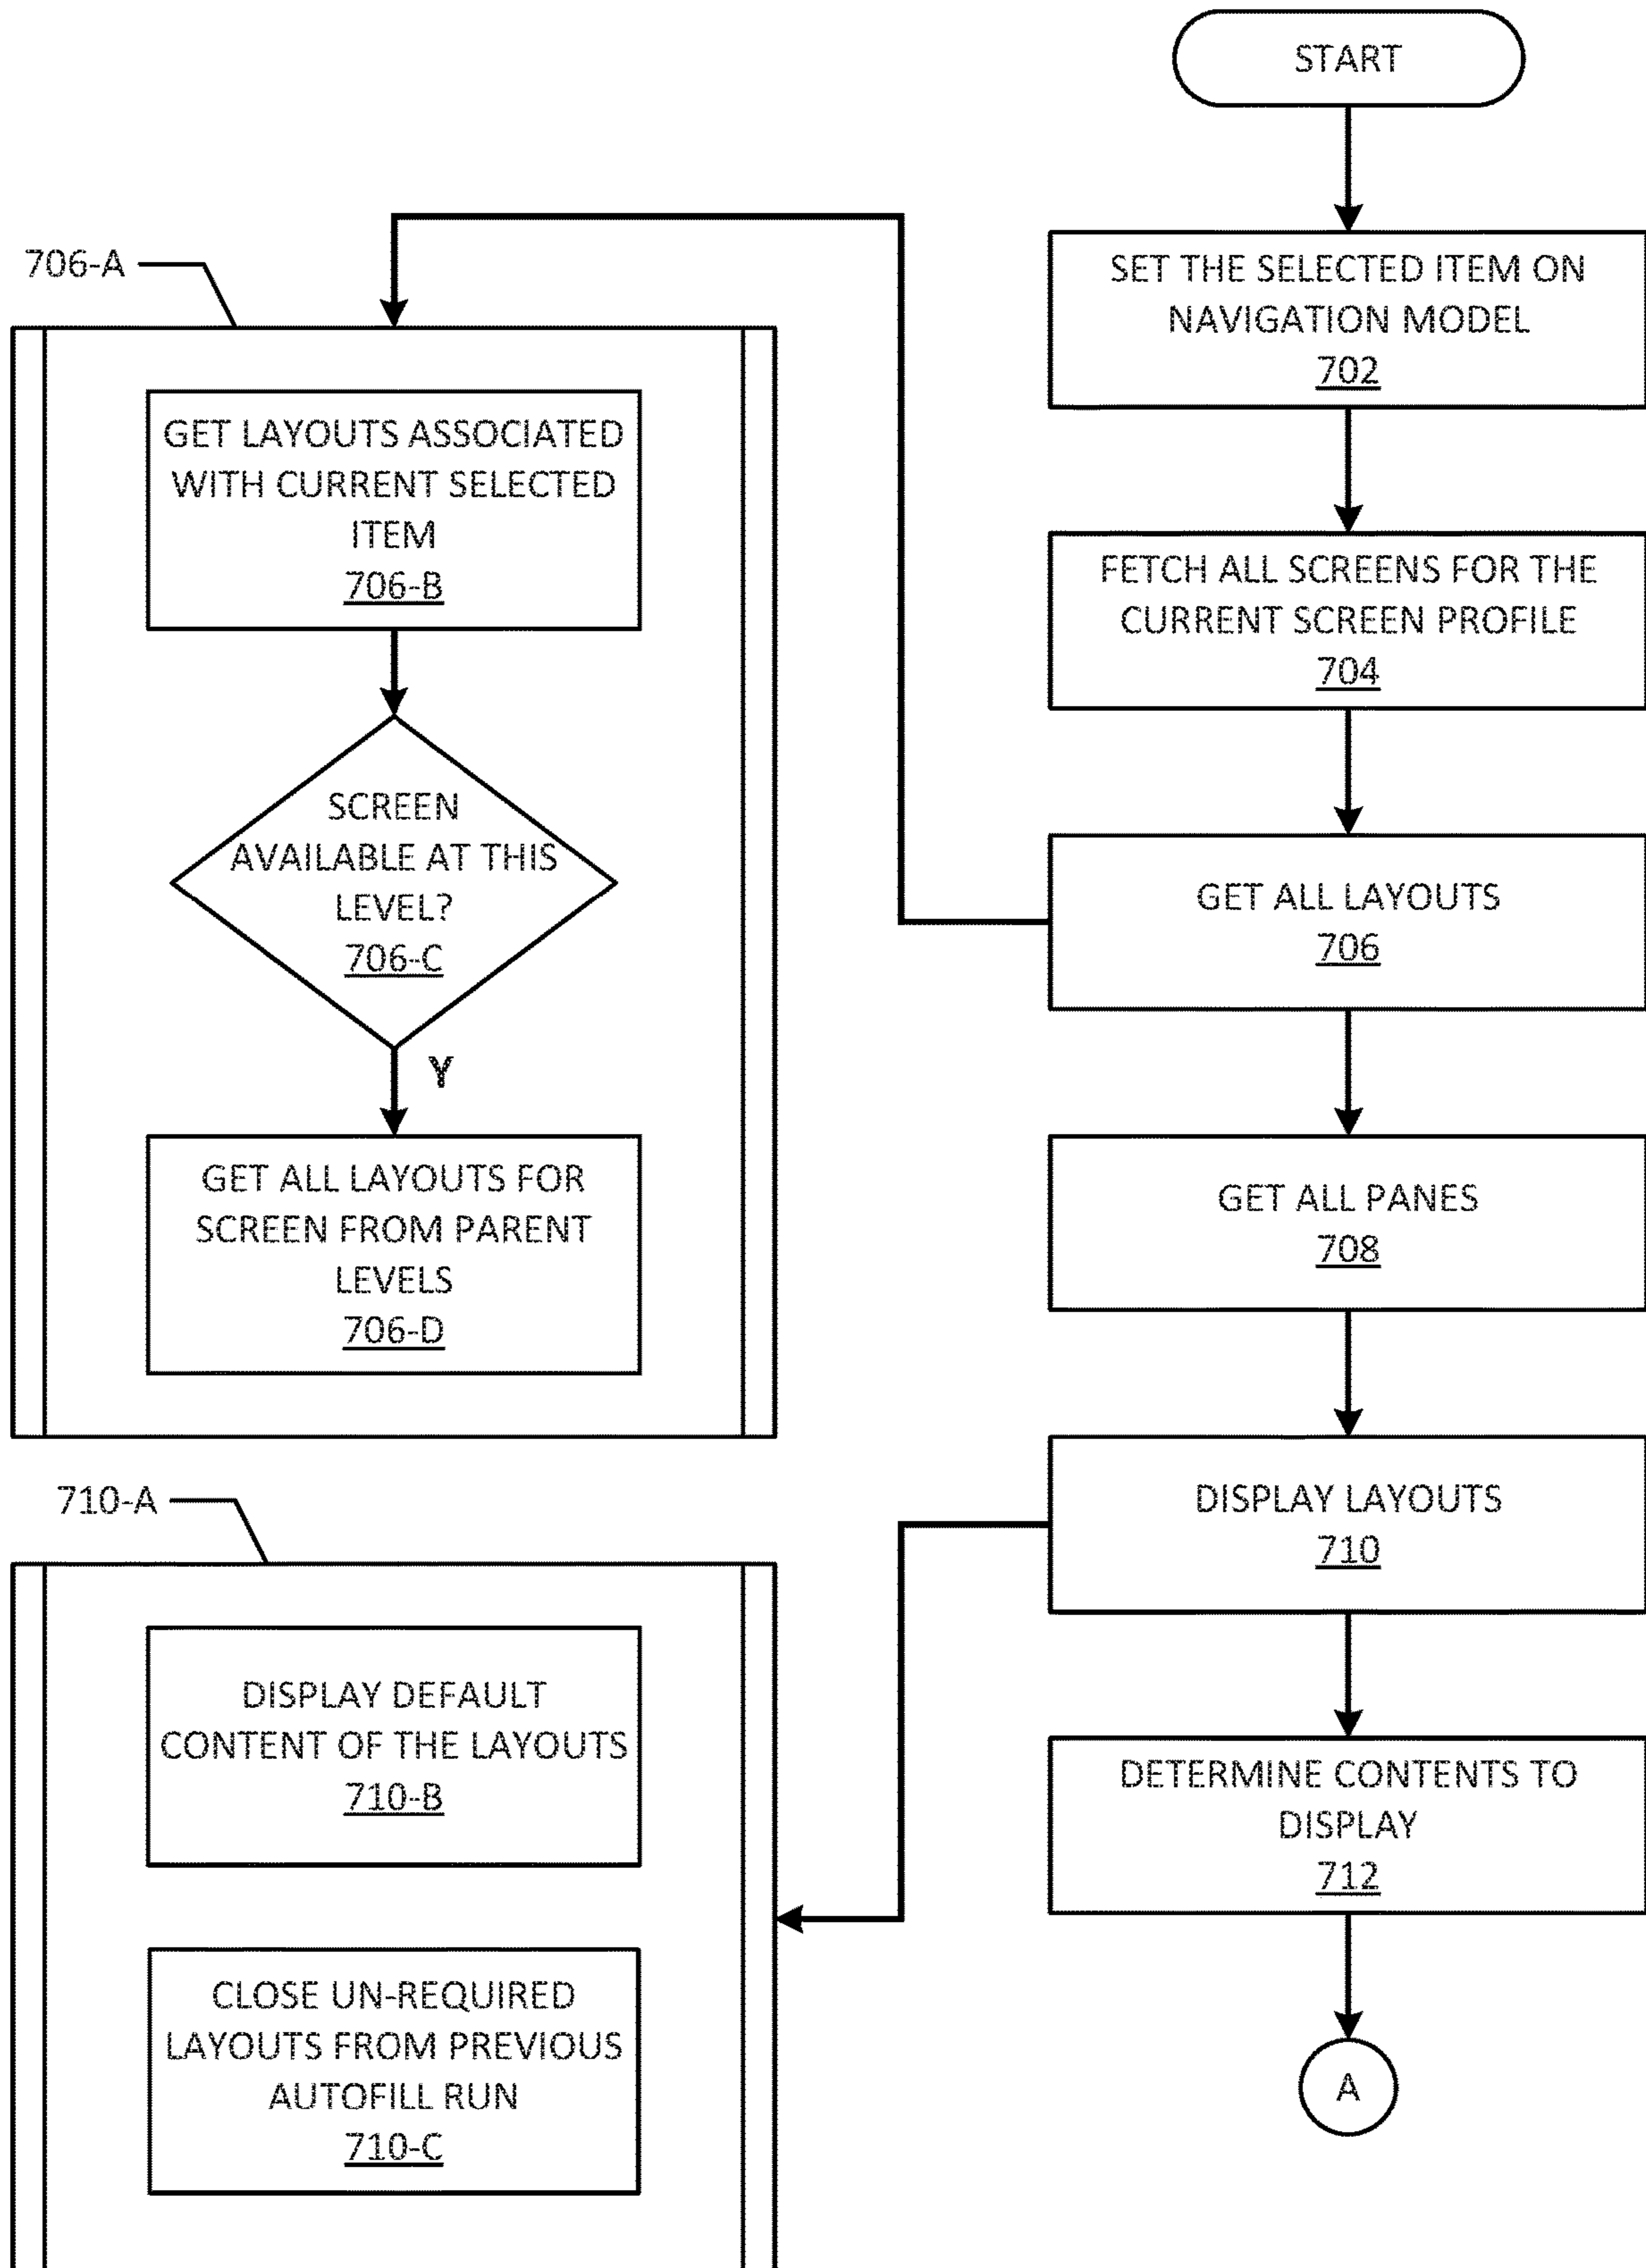 START
SET THE SELECTED ITEM ON
NAVIGATION MODEL
702
FETCH ALL SCREENS FOR THE
CURRENT SCREEN PROFILE
704
GET ALL LAYOUTS
706
GET ALL PANES
708
DISPLAY LAYOUTS
710
DETERMINE CONTENTS TO
DISPLAY
712
A
706-A
GET LAYOUTS ASSOCIATED
WITH CURRENT SELECTED
ITEM
706-B
SCREEN
AVAILABLE AT THIS
LEVEL?
706-C
Y
GET ALL LAYOUTS FOR
SCREEN FROM PARENT
LEVELS
706-D
710-A
DISPLAY DEFAULT
CONTENT OF THE LAYOUTS
710-B
CLOSE UN-REQUIRED
LAYOUTS FROM PREVIOUS
AUTOFILL RUN
710-C